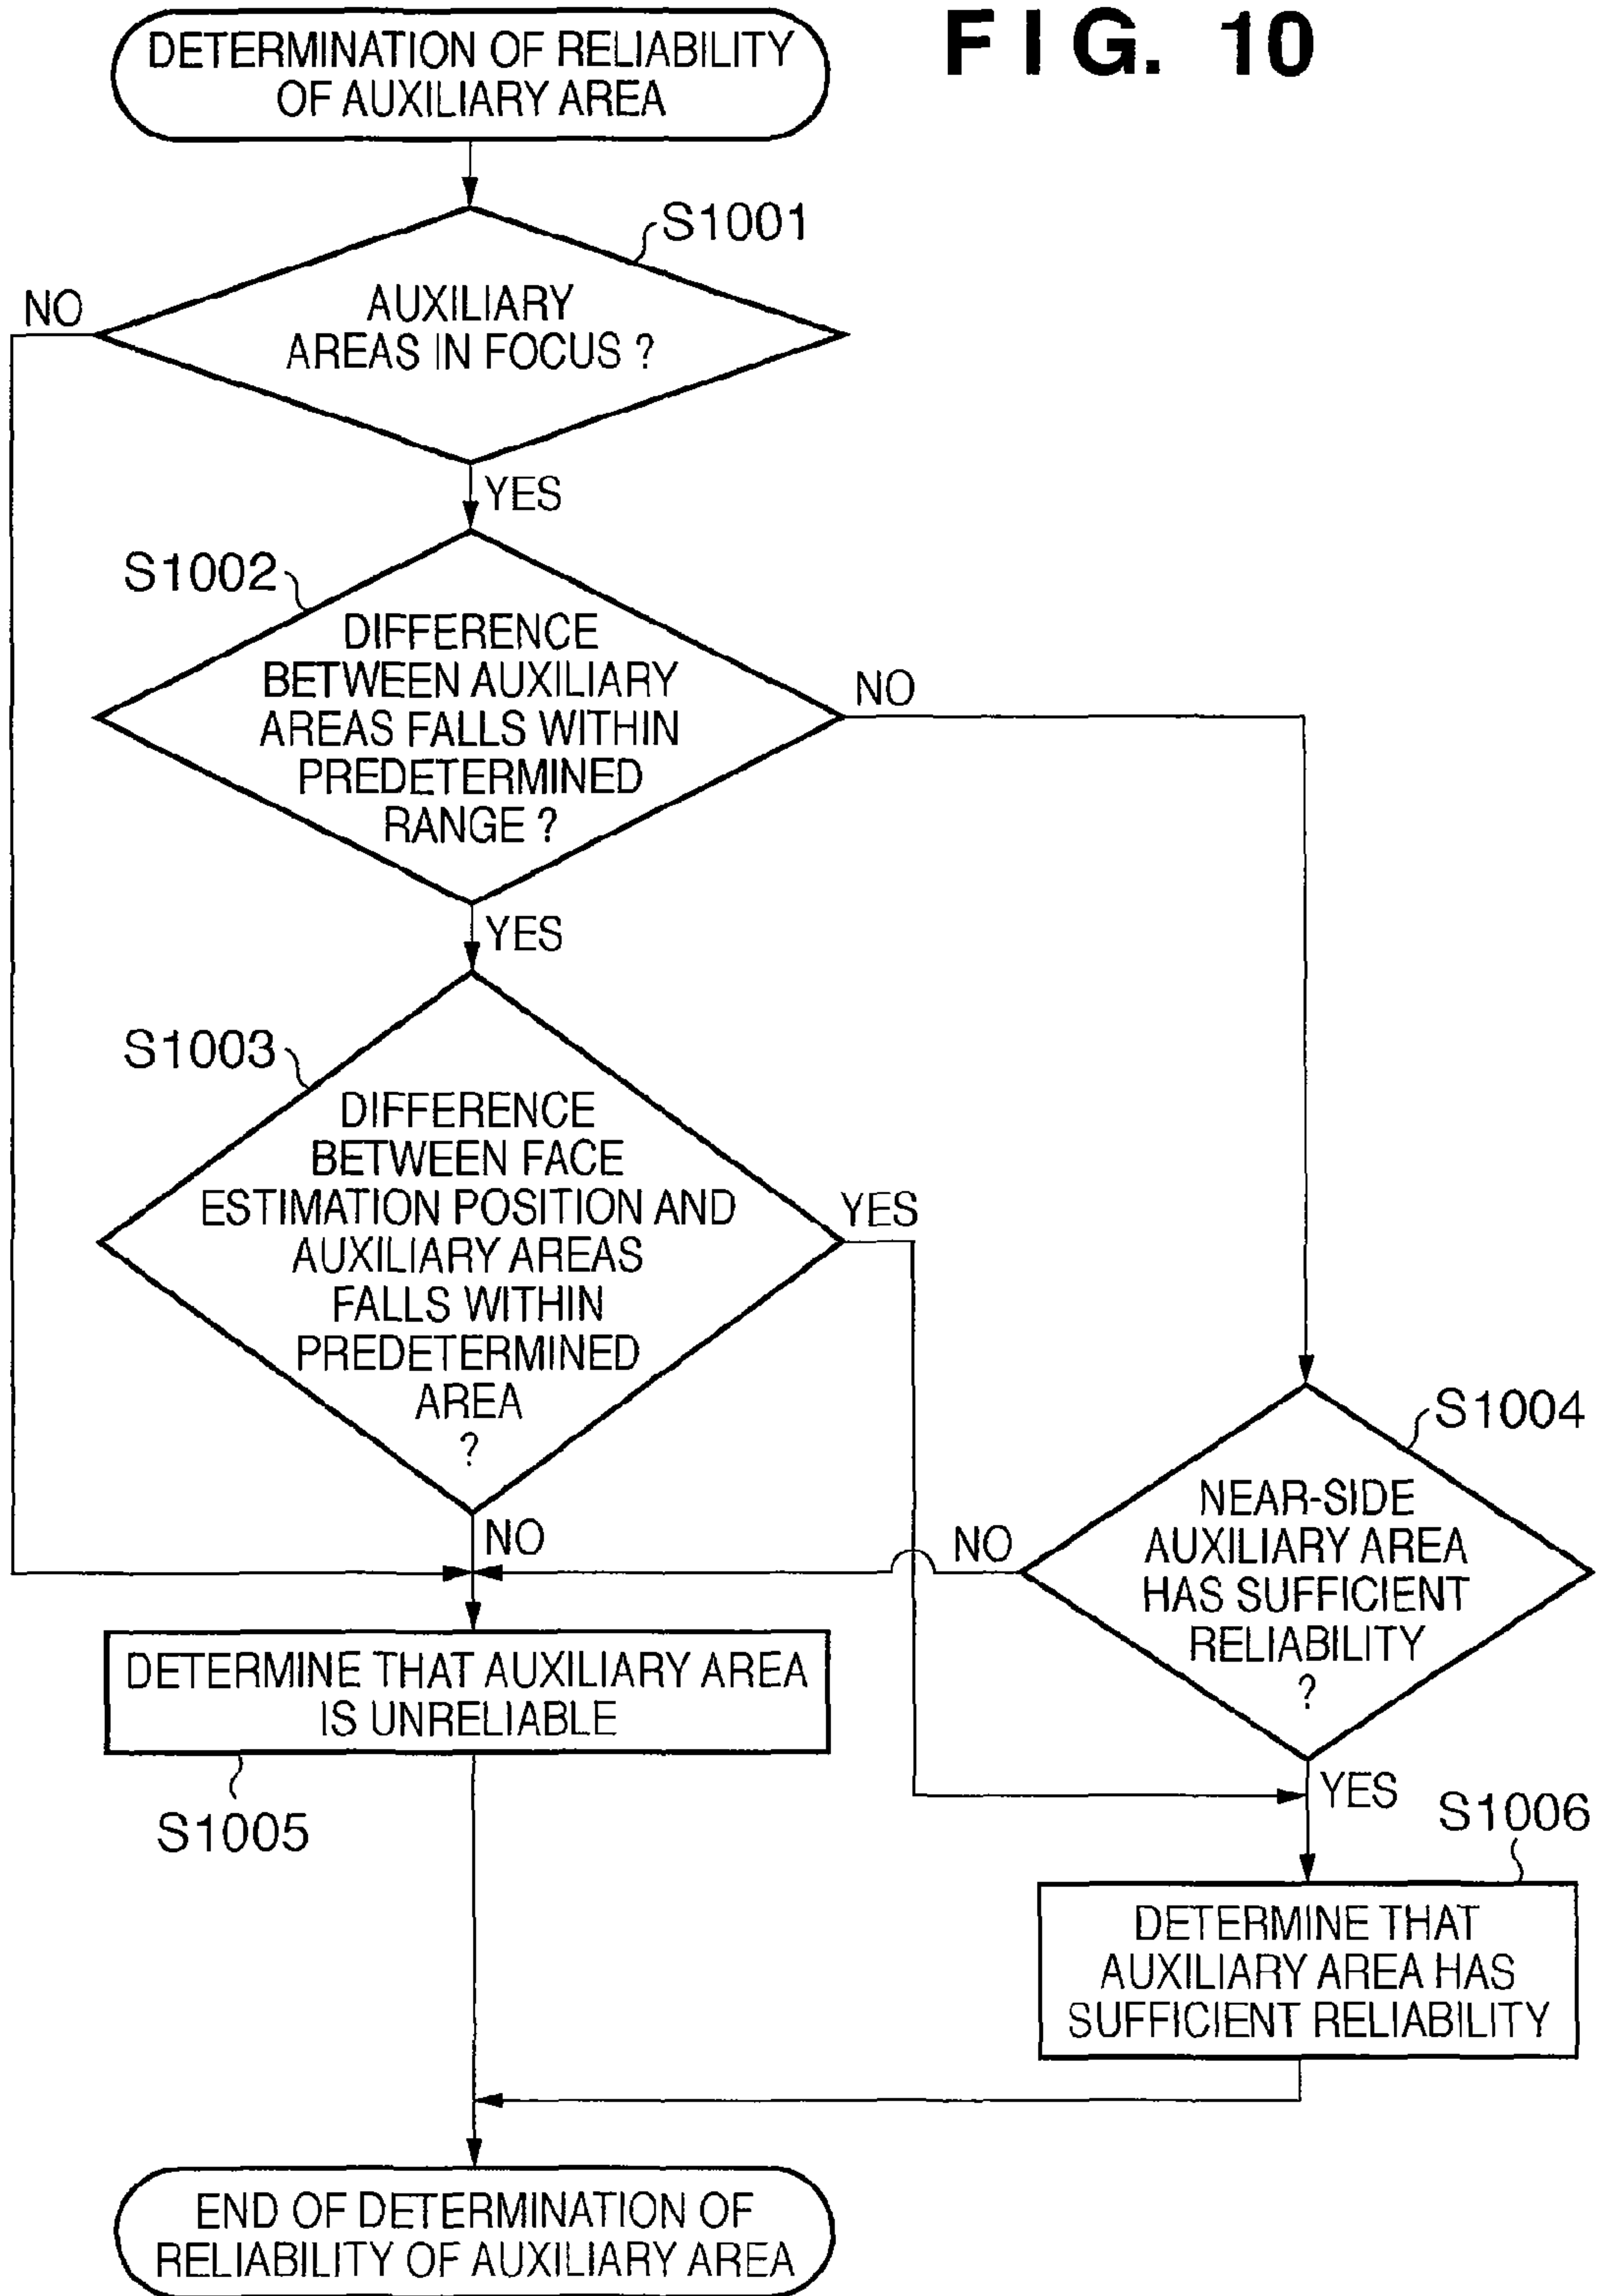 FIG. 10
DETERMINATION OF RELIABILITY
OF AUXILIARY AREA
S1001
AUXILIARY
AREAS IN FOCUS ?
NO
YES
S1002
DIFFERENCE
BETWEEN AUXILIARY
AREAS FALLS WITHIN
PREDETERMINED
RANGE ?
NO
YES
S1003
DIFFERENCE
BETWEEN FACE
ESTIMATION POSITION AND
AUXILIARY AREAS
FALLS WITHIN
PREDETERMINED
AREA
?
YES
NO
S1004
NEAR-SIDE
AUXILIARY AREA
HAS SUFFICIENT
RELIABILITY
?
NO
YES
DETERMINE THAT AUXILIARY AREA
IS UNRELIABLE
S1005
S1006
DETERMINE THAT
AUXILIARY AREA HAS
SUFFICIENT RELIABILITY
END OF DETERMINATION OF
RELIABILITY OF AUXILIARY AREA